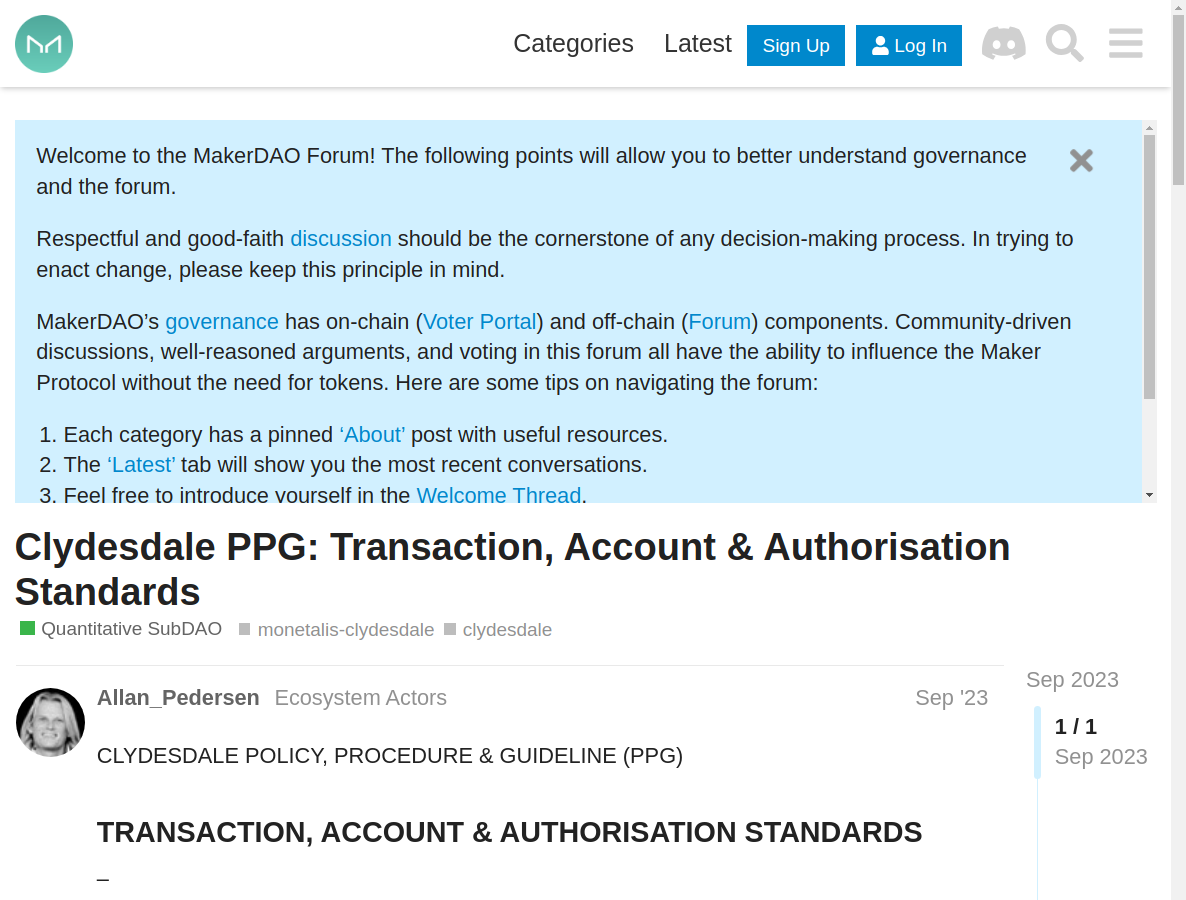 Categories Latest Sign Up Log In
Welcome to the MakerDAO Forum! The following points will allow you to better understand governance
and the forum.
Respectful and good-faith discussion should be the cornerstone of any decision-making process. In trying to
enact change, please keep this principle in mind.
MakerDAO’s governance has on-chain (Voter Portal) and off-chain (Forum) components. Community-driven
discussions, well-reasoned arguments, and voting in this forum all have the ability to influence the Maker
Protocol without the need for tokens. Here are some tips on navigating the forum:
1. Each category has a pinned ‘About’ post with useful resources.
2. The ‘Latest’ tab will show you the most recent conversations.
3. Feel free to introduce yourself in the Welcome Thread.
Clydesdale PPG: Transaction, Account & Authorisation
Standards
Quantitative SubDAO monetalis-clydesdale clydesdale
Allan_Pedersen Ecosystem Actors Sep '23
Sep 2023
1 / 1
Sep 2023
CLYDESDALE POLICY, PROCEDURE & GUIDELINE (PPG)
TRANSACTION, ACCOUNT & AUTHORISATION STANDARDS
–